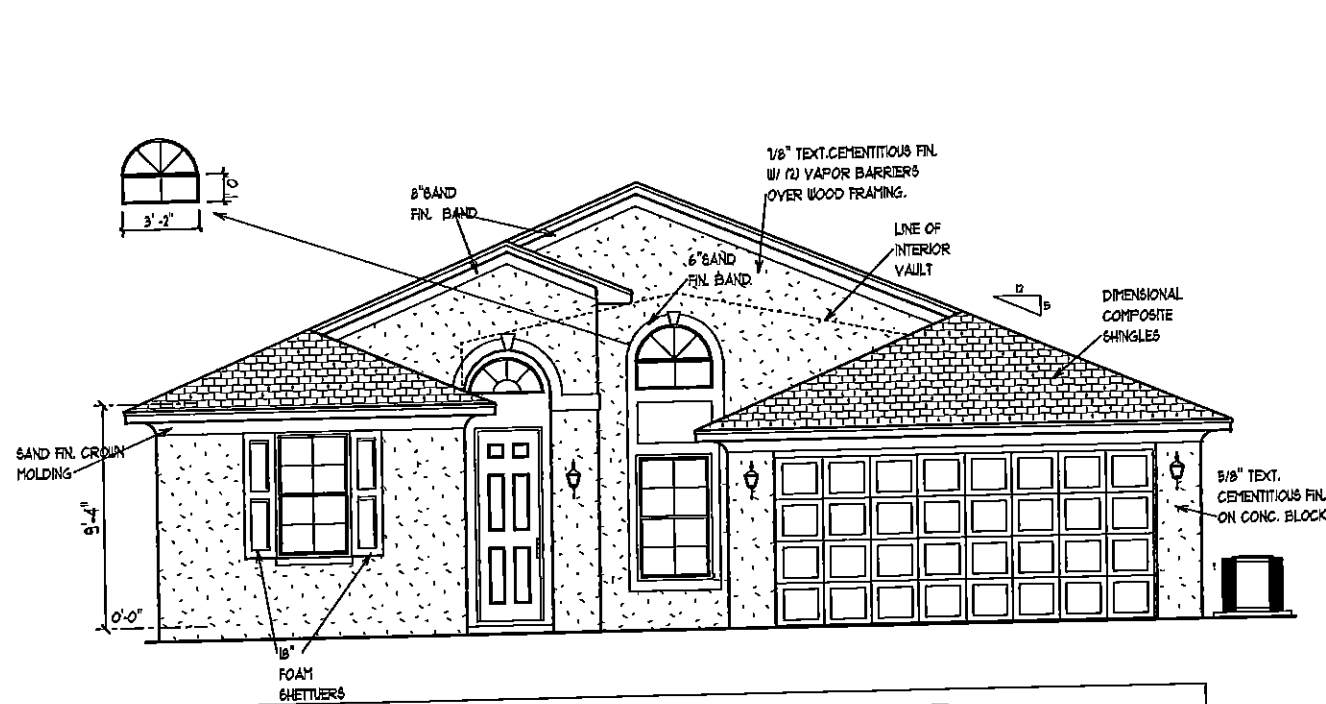 1'0"
3'-2"
8"SAND
FIN. BAND
7/8" TEXT.CEMENTITIOUS FIN.
W/ (2) VAPOR BARRIERS
OVER WOOD FRAMING.
LINE OF
INTERIOR
VAULT
6"SAND
FIN. BAND
12
5
DIMENSIONAL
COMPOSITE
SHINGLES
SAND FIN. CROWN
MOLDING
9'-4"
0'-0"
5/8" TEXT.
CEMENTITIOUS FIN.
ON CONC. BLOCK
18"
FOAM
SHETTUERS